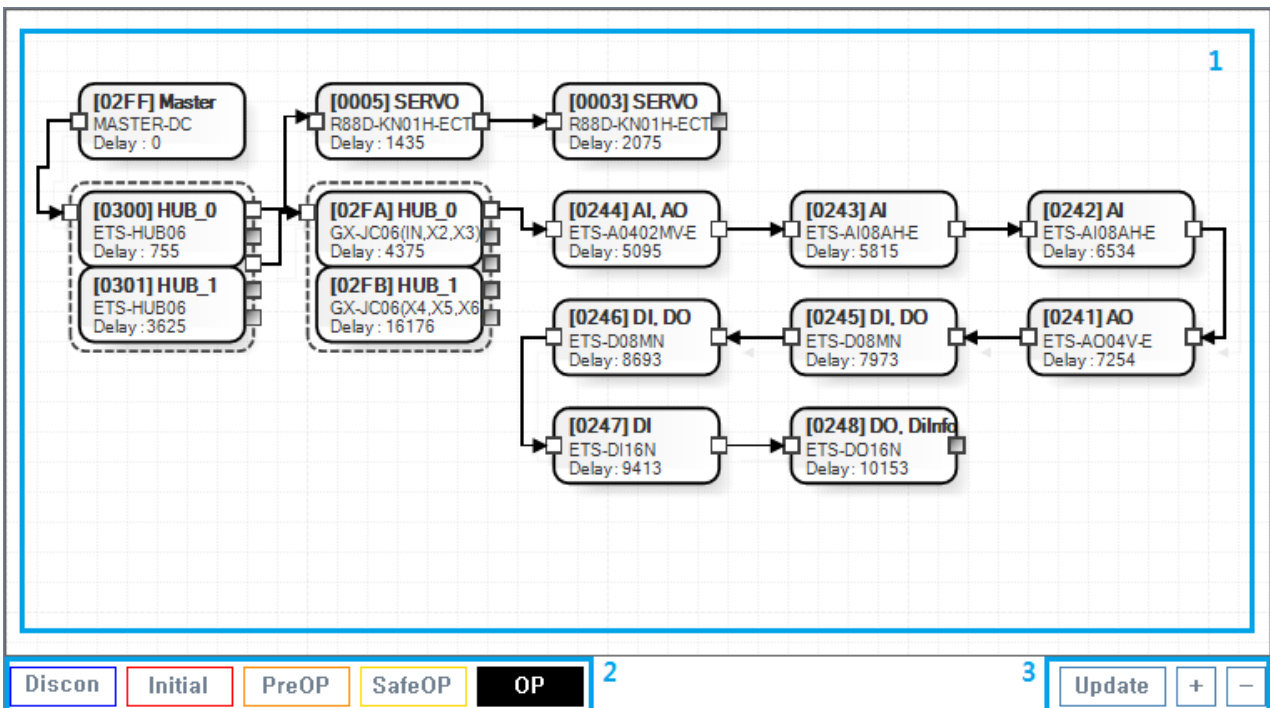 1
[02FF] Master
MASTER-DC
Delay : 0
[0005] SERVO
R88D-KN01H-ECT
Delay : 1435
[0003] SERVO
R88D-KN01H-ECT
Delay: 2075
[0300] HUB_0
ETS-HUB06
Delay : 755
[0301] HUB_1
ETS-HUB06
Delay : 3625
[02FA] HUB_0
GX-JC06(IN,X2,X3)
Delay : 4375
[02FB] HUB_1
GX-JC06(X4,X5,X6
Delay : 16176
[0244] AI, AO
ETS-A0402MV-E
Delay : 5095
[0243] AI
ETS-AI08AH-E
Delay : 5815
[0242] AI
ETS-AI08AH-E
Delay : 6534
[0246] DI, DO
ETS-D08MN
Delay : 8693
[0245] DI, DO
ETS-D08MN
Delay : 7973
[0241] AO
ETS-AO04V-E
Delay : 7254
[0247] DI
ETS-DI16N
Delay : 9413
[0248] DO, DiInfo
ETS-DO16N
Delay : 10153
Discon Initial PreOP SafeOP OP 2
3 Update + −